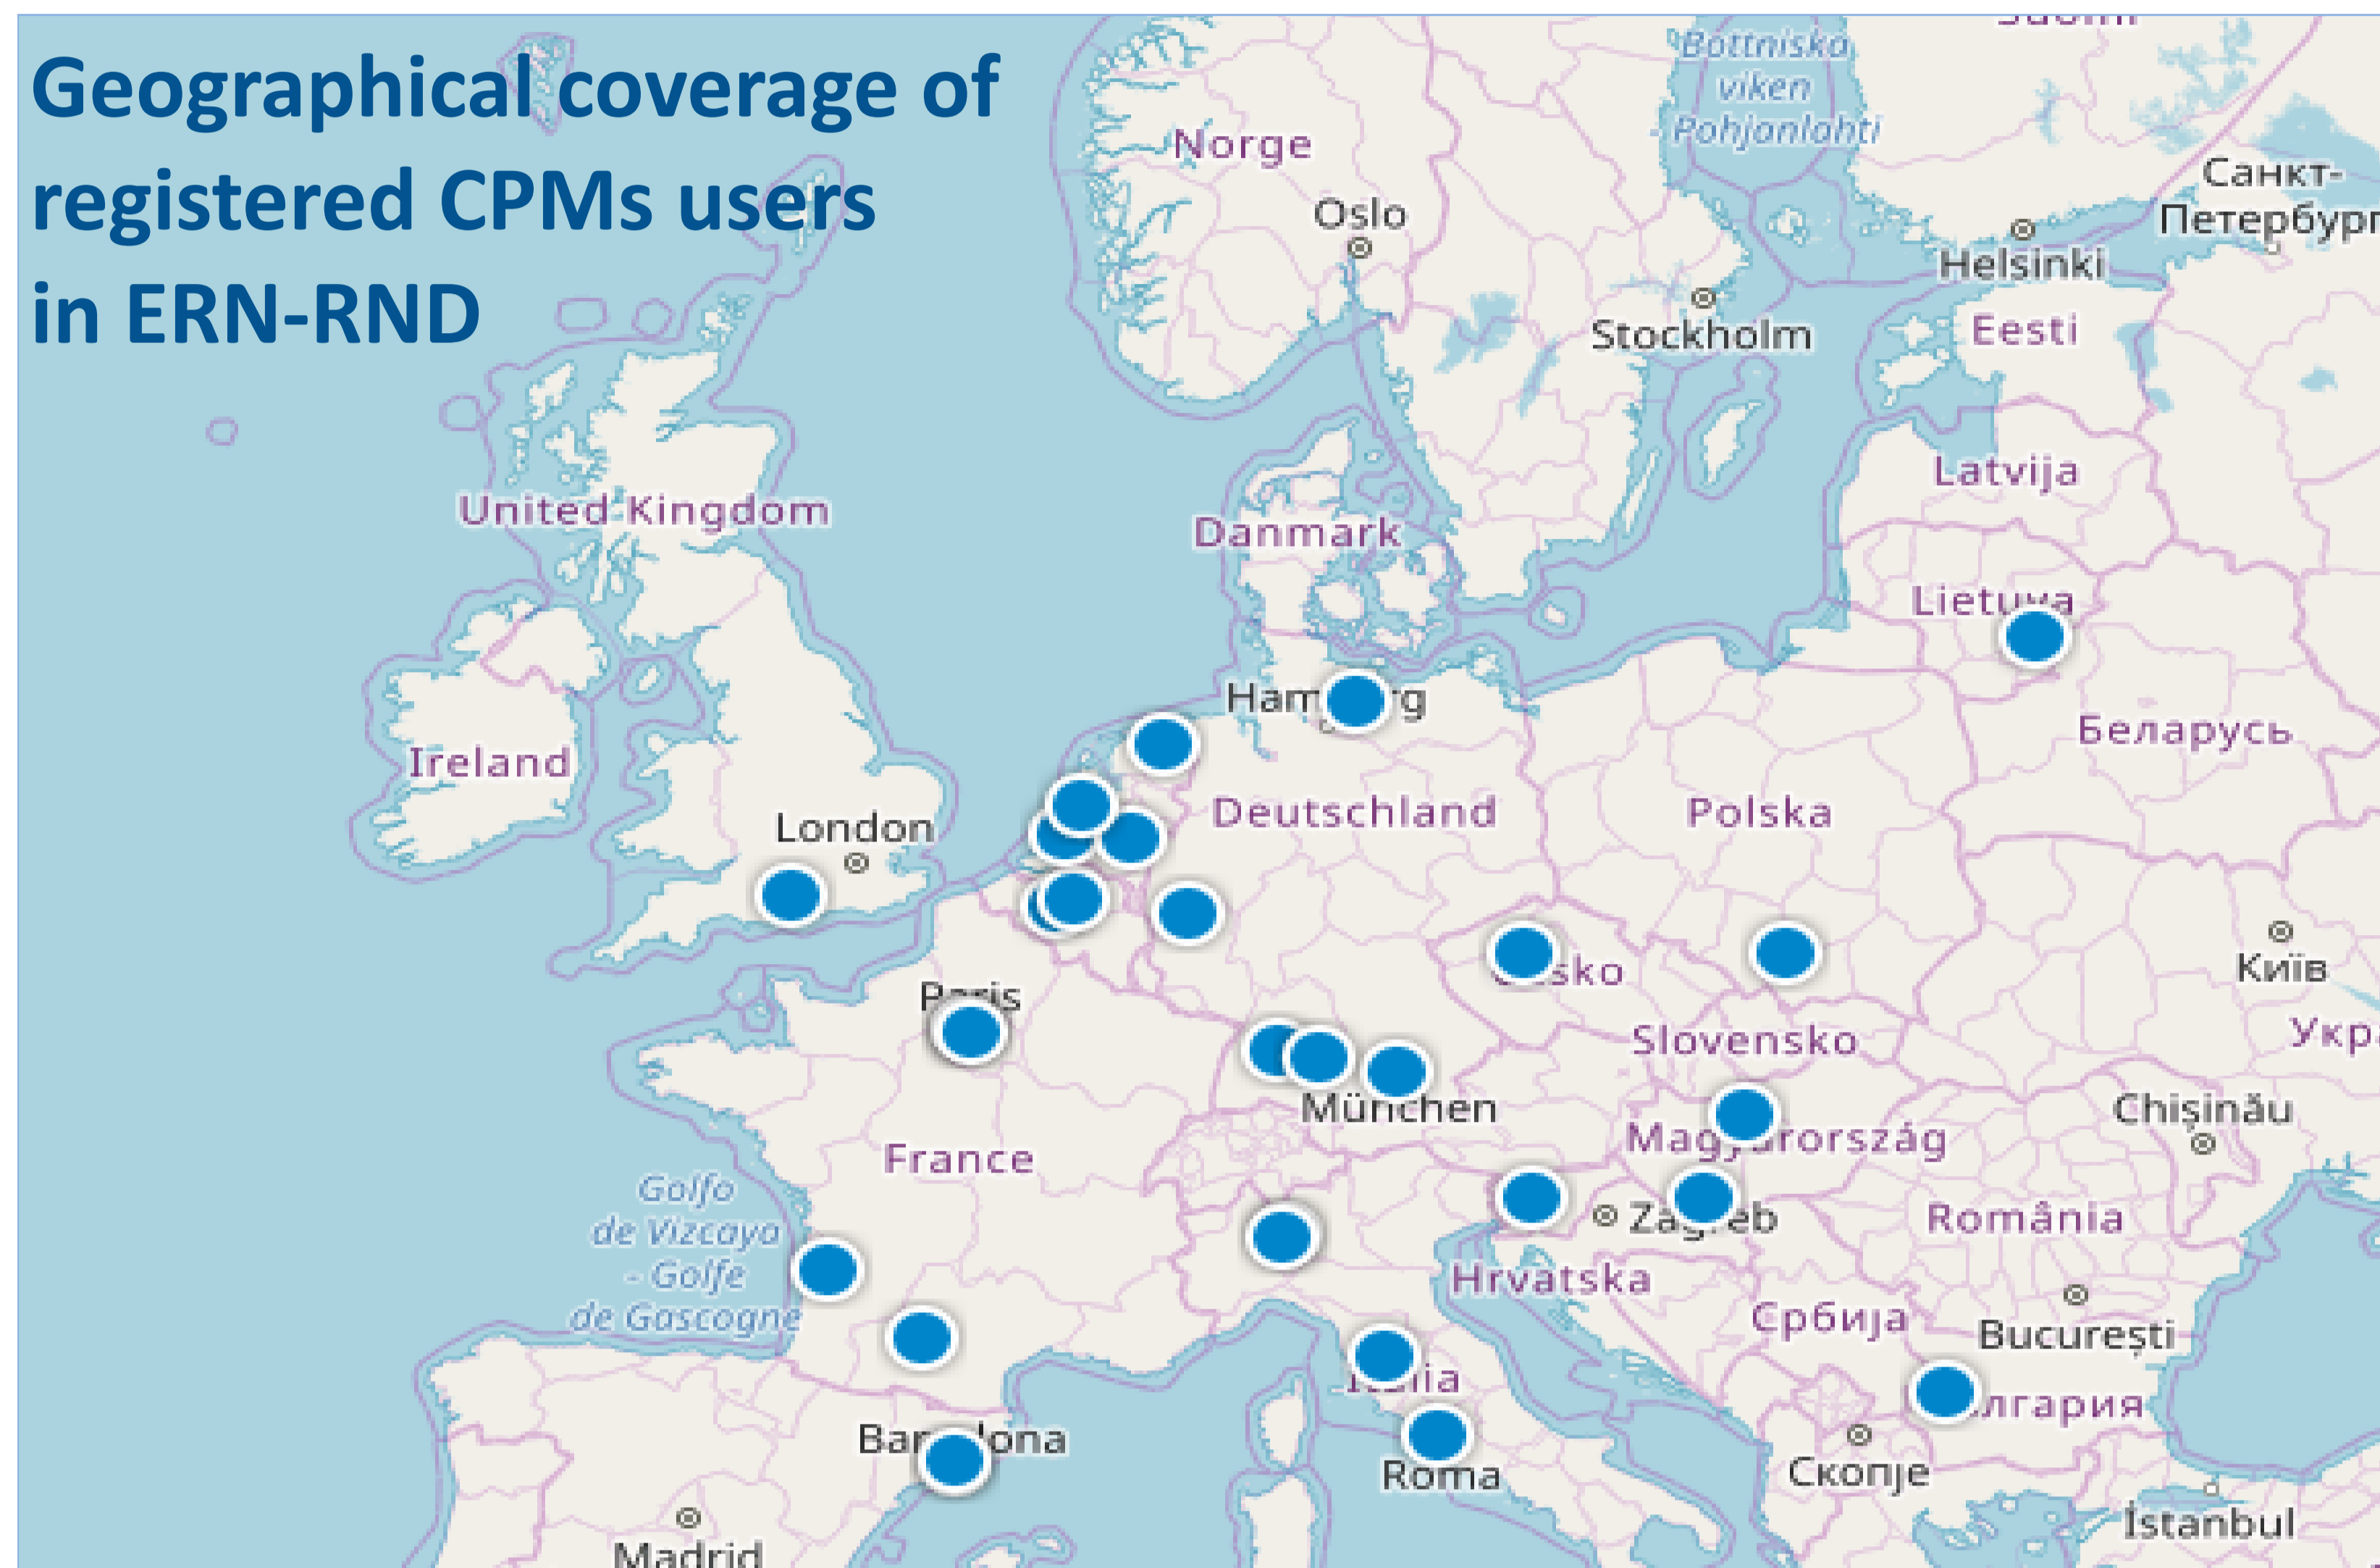 Geographical coverage of
registered CPMs users
in ERN-RND
Bottniska
viken
- Pohjanlahti
Norge
Oslo
Санкт-
Петербург
Helsinki
Stockholm
Eesti
Latvija
United Kingdom
Danmark
Ireland
London
Deutschland
Polska
Беларусь
Київ
Slovensko
München
Chișinău
France
Golfo
de Vizcaya
- Golfe
de Gascogne
România
Hrvatska
Србија
București
Roma
Скопје
İstanbul
Madrid